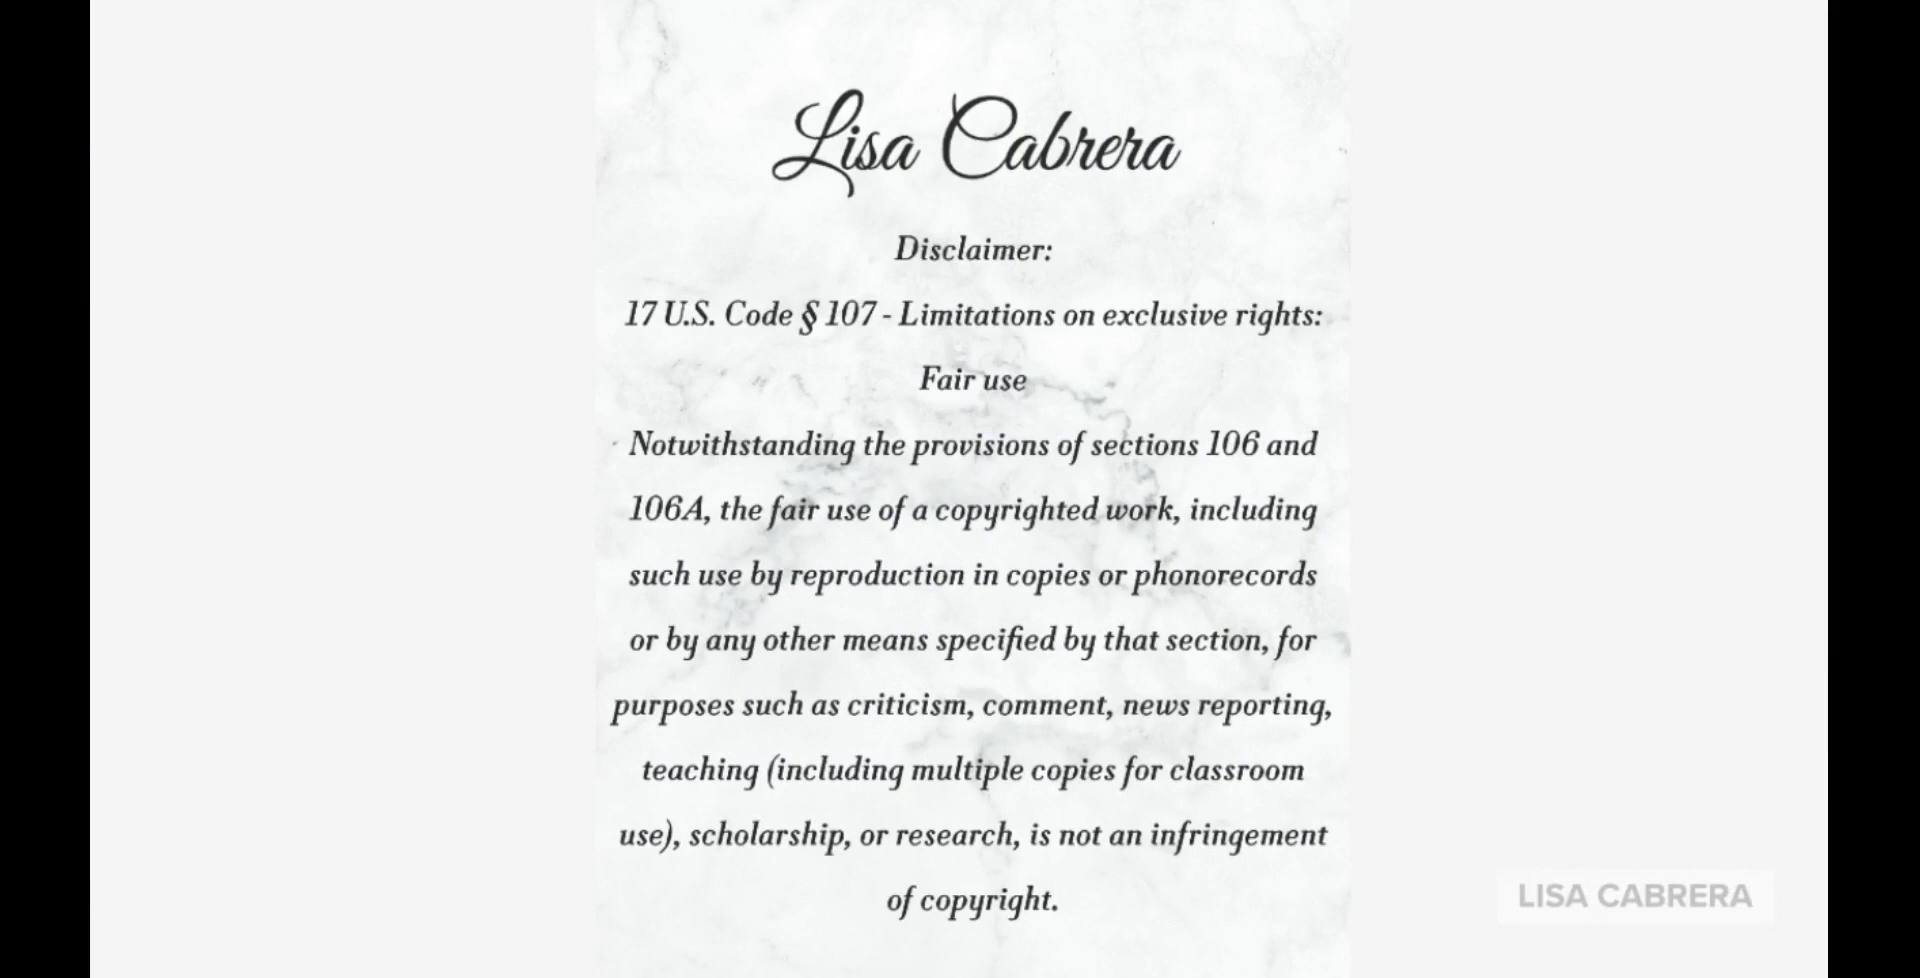 Lisa Cabrera
Disclaimer:
17 U.S. Code § 107 - Limitations on exclusive rights:
Fair use
Notwithstanding the provisions of sections 106 and
106A, the fair use of a copyrighted work, including
such use by reproduction in copies or phonorecords
or by any other means specified by that section, for
purposes such as criticism, comment, news reporting,
teaching (including multiple copies for classroom
use), scholarship, or research, is not an infringement
of copyright.
LISA CABRERA